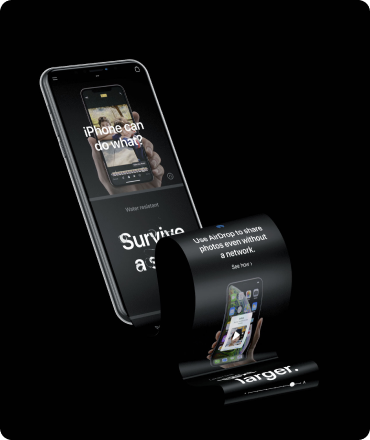 iPhone can
do what?
Water resistant
Survive
a s
Use AirDrop to share
photos even without
a network.
See how ›
larger.